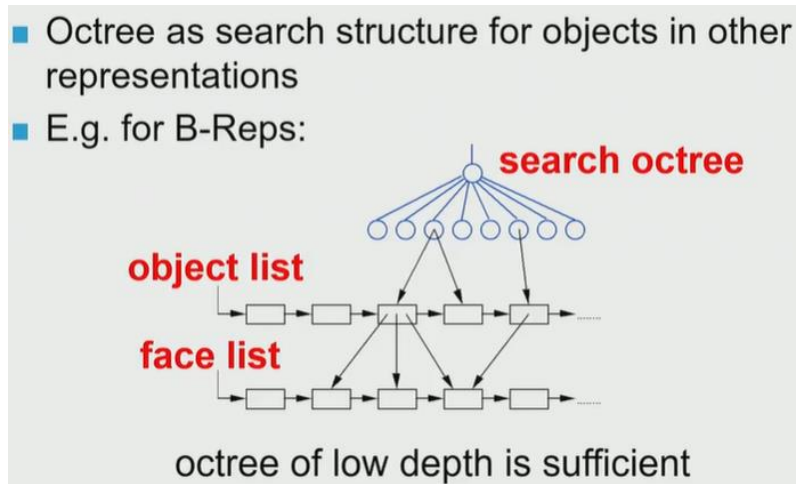 Octree as search structure for objects in other
representations
E.g. for B-Reps:
search octree
object list
face list
octree of low depth is sufficient